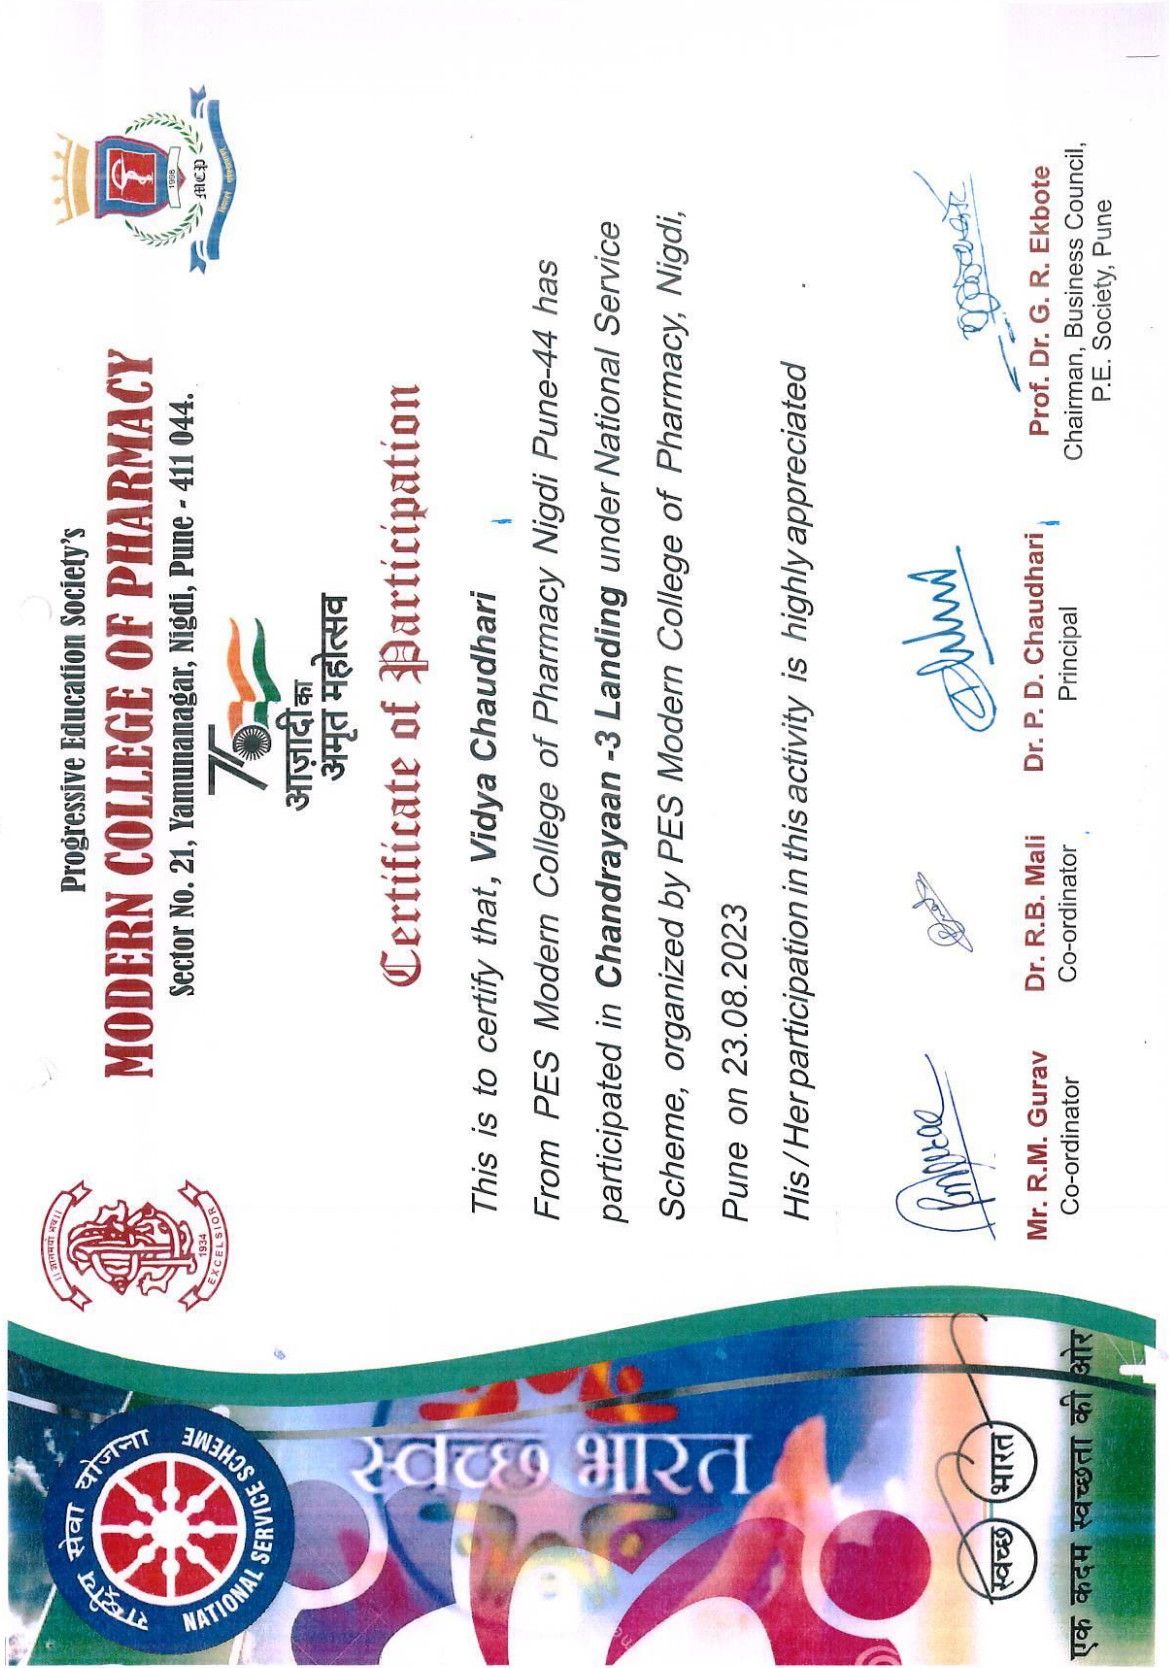 Progressive Education Society's
MODERN COLLEGE OF PHARMACY
Sector No. 21, Yamunanagar, Nigdi, Pune - 411 044.
।। ज्ञानमयो भव।।
1934
EXCELSIOR
1998
MCP
75
आज़ादी का
अमृत महोत्सव
Certificate of Participation
This is to certify that, Vidya Chaudhari
From PES Modern College of Pharmacy Nigdi Pune-44 has
participated in Chandrayaan -3 Landing under National Service
Scheme, organized by PES Modern College of Pharmacy, Nigdi,
Pune on 23.08.2023
His/Her participation in this activity is highly appreciated
Mr. R.M. Gurav
Co-ordinator
Dr. R.B. Mali
Co-ordinator
Dr. P. D. Chaudhari
Principal
Prof. Dr. G. R. Ekbote
Chairman, Business Council,
P.E. Society, Pune
राष्ट्रीय सेवा योजना
NATIONAL SERVICE SCHEME
स्वच्छ भारत
स्वच्छ भारत
एक कदम स्वच्छता की ओर